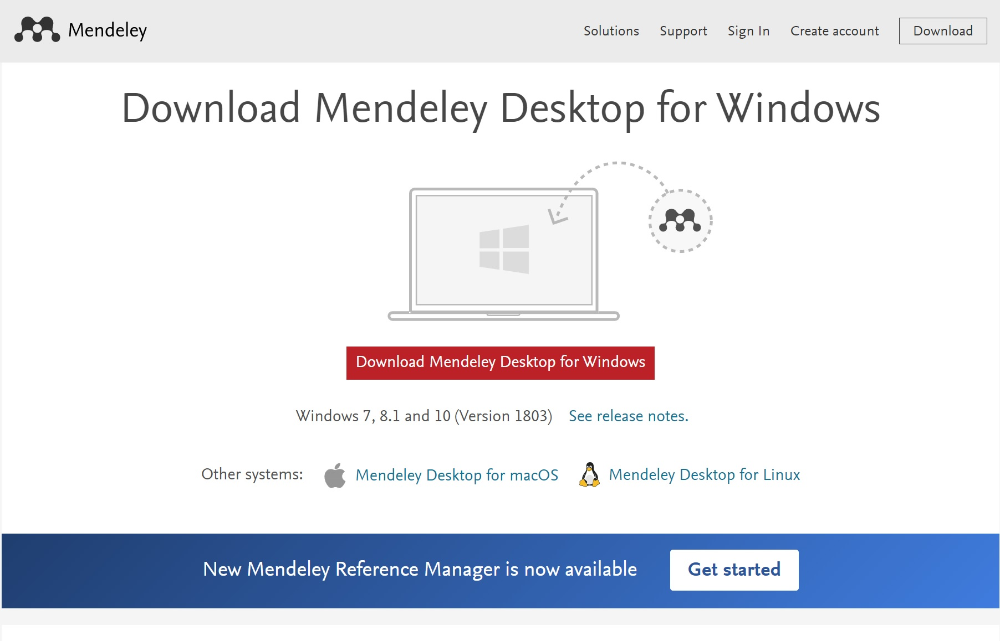 Mendeley
Solutions Support Sign In Create account Download
Download Mendeley Desktop for Windows
Download Mendeley Desktop for Windows
Windows 7, 8.1 and 10 (Version 1803) See release notes.
Other systems: Mendeley Desktop for macOS Mendeley Desktop for Linux
New Mendeley Reference Manager is now available Get started